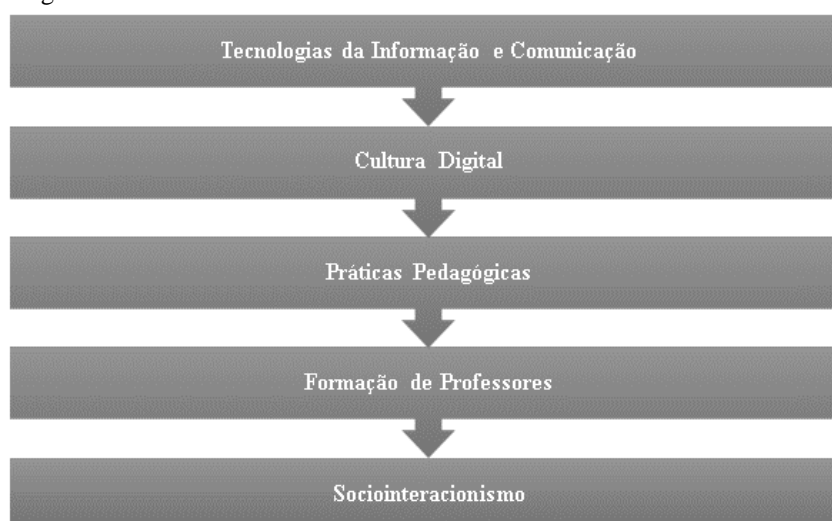 Tecnologias da Informação e Comunicação
Cultura Digital
Práticas Pedagógicas
Formação de Professores
Sociointeracionismo